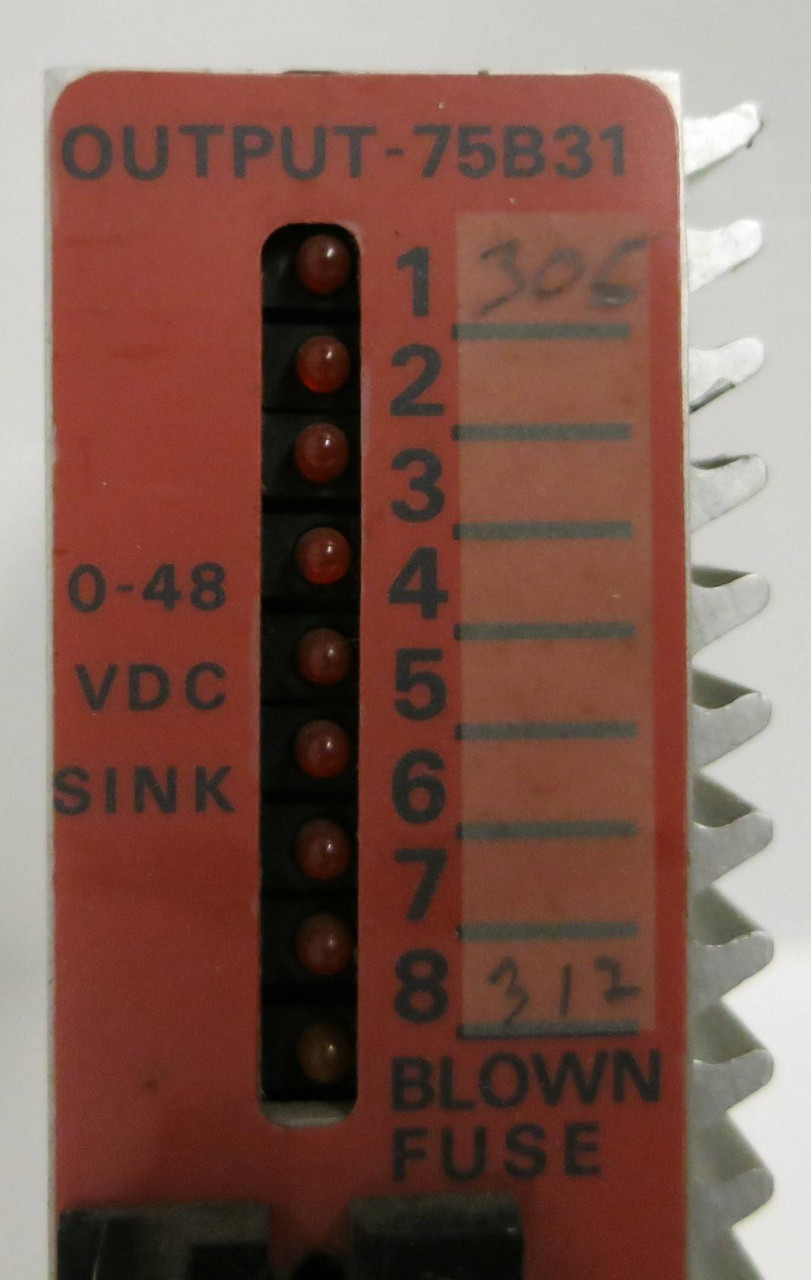 OUTPUT-75B31
1 306
2
3
4
5
6
7
8 312
0-48
VDC
SINK
BLOWN
FUSE